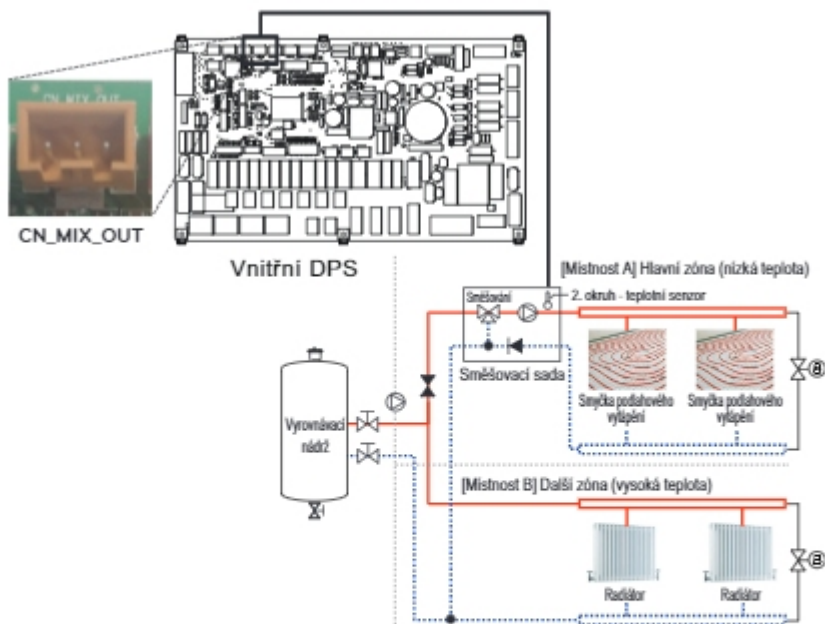 CN_MIX_OUT
CN_MIX_OUT
Vnitřní DPS
[Místnost A] Hlavní zóna (nízká teplota)
Směšování
2. okruh - teplotní senzor
Směšovací sada
Smyčka podlahového
vytápění
Smyčka podlahového
vytápění
Vyrovnávací
nádrž
[Místnost B] Další zóna (vysoká teplota)
Radiátor
Radiátor